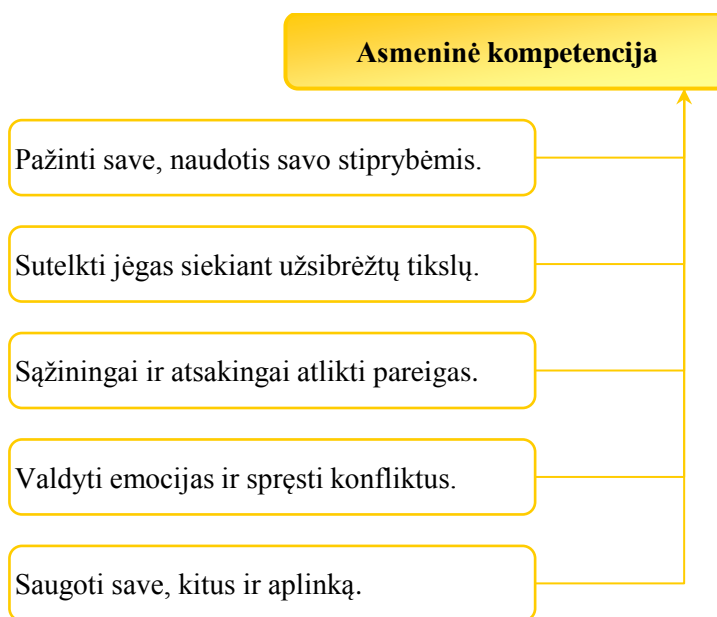 Asmeninė kompetencija
Pažinti save, naudotis savo stiprybėmis.
Sutelkti jėgas siekiant užsibrėžtų tikslų.
Sąžiningai ir atsakingai atlikti pareigas.
Valdyti emocijas ir spręsti konfliktus.
Saugoti save, kitus ir aplinką.